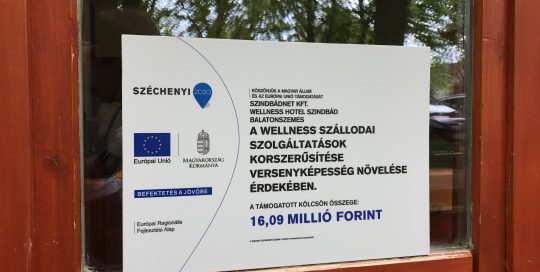 SZÉCHENYI 2020
KÖSZÖNJÜK A MAGYAR ÁLLAM
ÉS AZ EURÓPAI UNIÓ TÁMOGATÁSÁT!
SZINDBÁDNET KFT.
WELLNESS HOTEL SZINDBÁD
BALATONSZEMES
A WELLNESS SZÁLLODAI
SZOLGÁLTATÁSOK
KORSZERŰSÍTÉSE
VERSENYKÉPESSÉG NÖVELÉSE
ÉRDEKÉBEN.
A TÁMOGATOTT KÖLCSÖN ÖSSZEGE:
16,09 MILLIÓ FORINT
Európai Unió
MAGYARORSZÁG
KORMÁNYA
BEFEKTETÉS A JÖVŐBE
Európai Regionális
Fejlesztési Alap